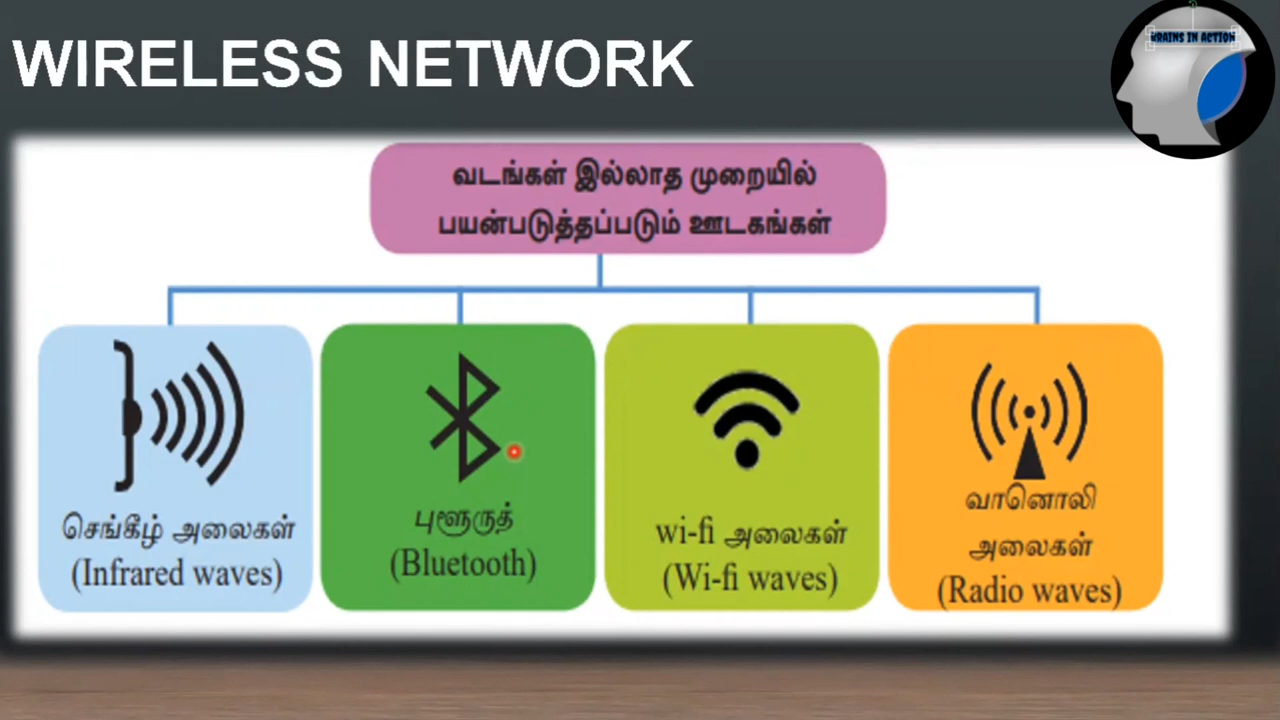 WIRELESS NETWORK
BRAINS IN ACTION
வடங்கள் இல்லாத முறையில்
பயன்படுத்தப்படும் ஊடகங்கள்
செங்கீழ் அலைகள்
(Infrared waves)
புளூருத்
(Bluetooth)
wi-fi அலைகள்
(Wi-fi waves)
வானொலி
அலைகள்
(Radio waves)